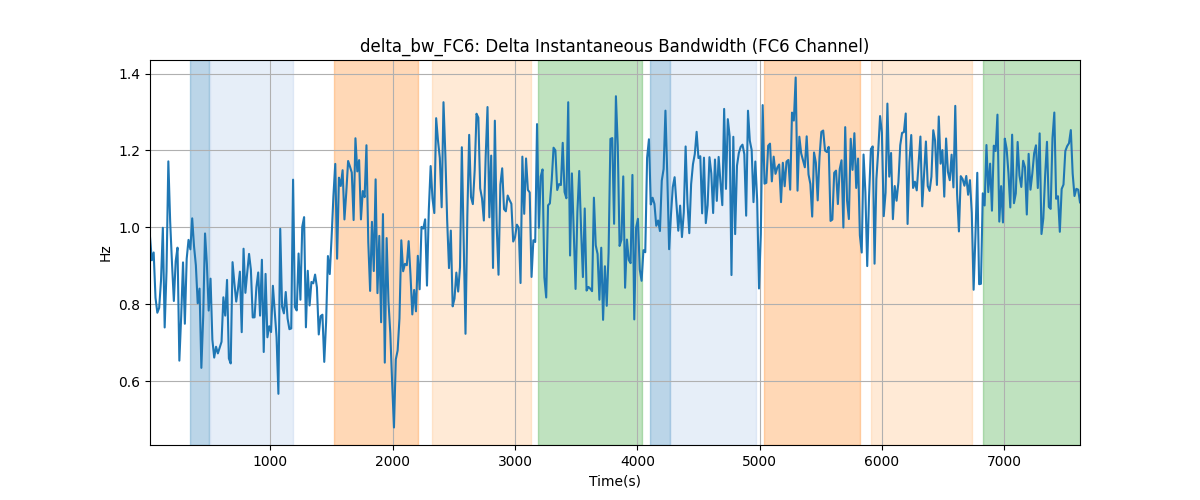 delta_bw_FC6: Delta Instantaneous Bandwidth (FC6 Channel)
1.4
1.2
1.0
0.8
0.6
Hz
1000 2000 3000 4000 5000 6000 7000
Time(s)